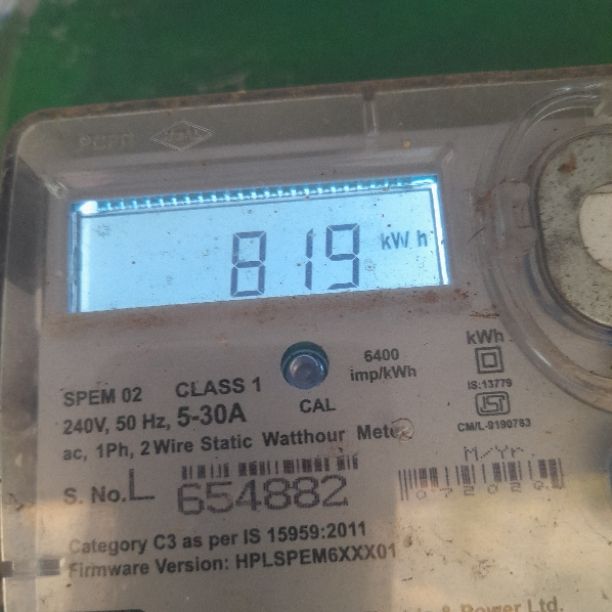 819 kW h
6400
imp/kWh
kWh
IS:13779
CM/L-9190783
SPEM 02 CLASS 1
CAL
240V, 50 Hz, 5-30A
ac, 1Ph, 2 Wire Static Watthour Meter
M/Yr
S. No. L 654882
Category C3 as per IS 15959:2011
Firmware Version: HPLSPEM6XXX01
& Power Ltd.